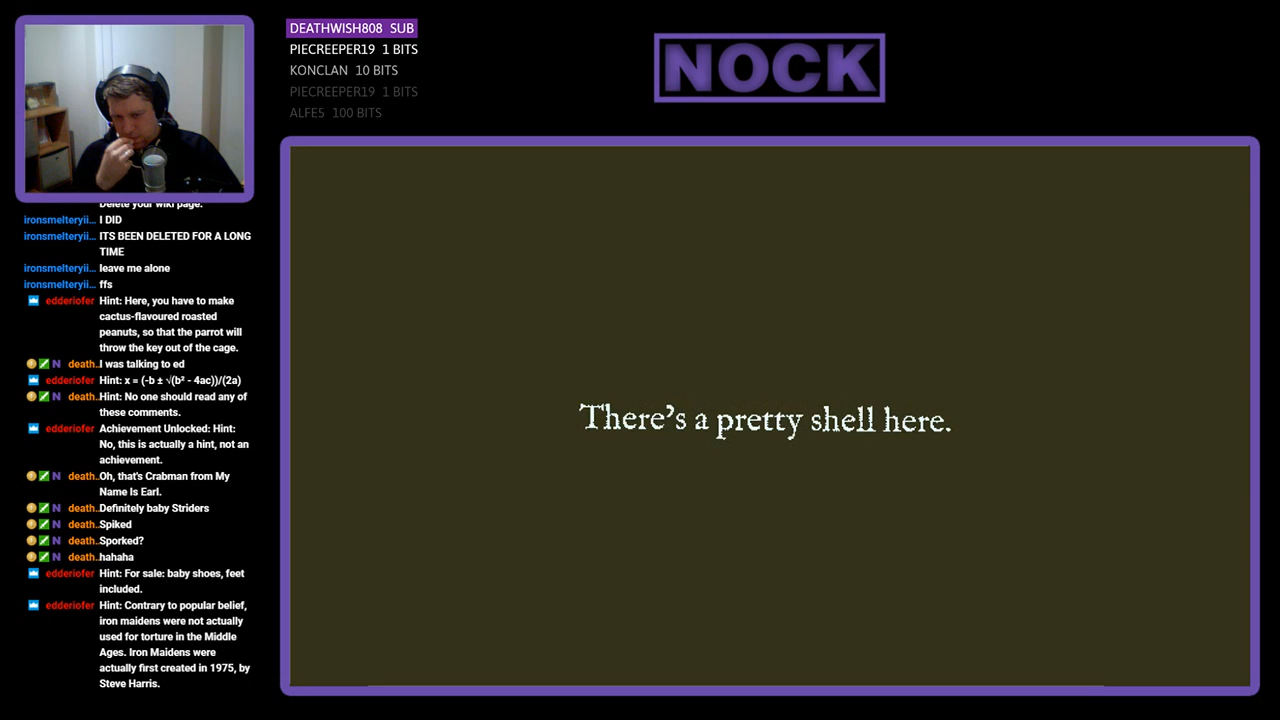 DEATHWISH808 SUB
PIECREEPER19 1 BITS
KONCLAN 10 BITS
PIECREEPER19 1 BITS
ALFE5 100 BITS
NOCK
Delete your wiki page.
ironsmelteryii... I DID
ironsmelteryii... ITS BEEN DELETED FOR A LONG
TIME
ironsmelteryii... leave me alone
ironsmelteryii... ffs
edderiofer Hint: Here, you have to make
cactus-flavoured roasted
peanuts, so that the parrot will
throw the key out of the cage.
N death... I was talking to ed
edderiofer Hint: x = (-b ± √(b² - 4ac))/(2a)
N death... Hint: No one should read any of
these comments.
edderiofer Achievement Unlocked: Hint:
No, this is actually a hint, not an
achievement.
N death... Oh, that's Crabman from My
Name Is Earl.
N death... Definitely baby Striders
N death... Spiked
N death... Sporked?
N death... hahaha
edderiofer Hint: For sale: baby shoes, feet
included.
edderiofer Hint: Contrary to popular belief,
iron maidens were not actually
used for torture in the Middle
Ages. Iron Maidens were
actually first created in 1975, by
Steve Harris.
There's a pretty shell here.